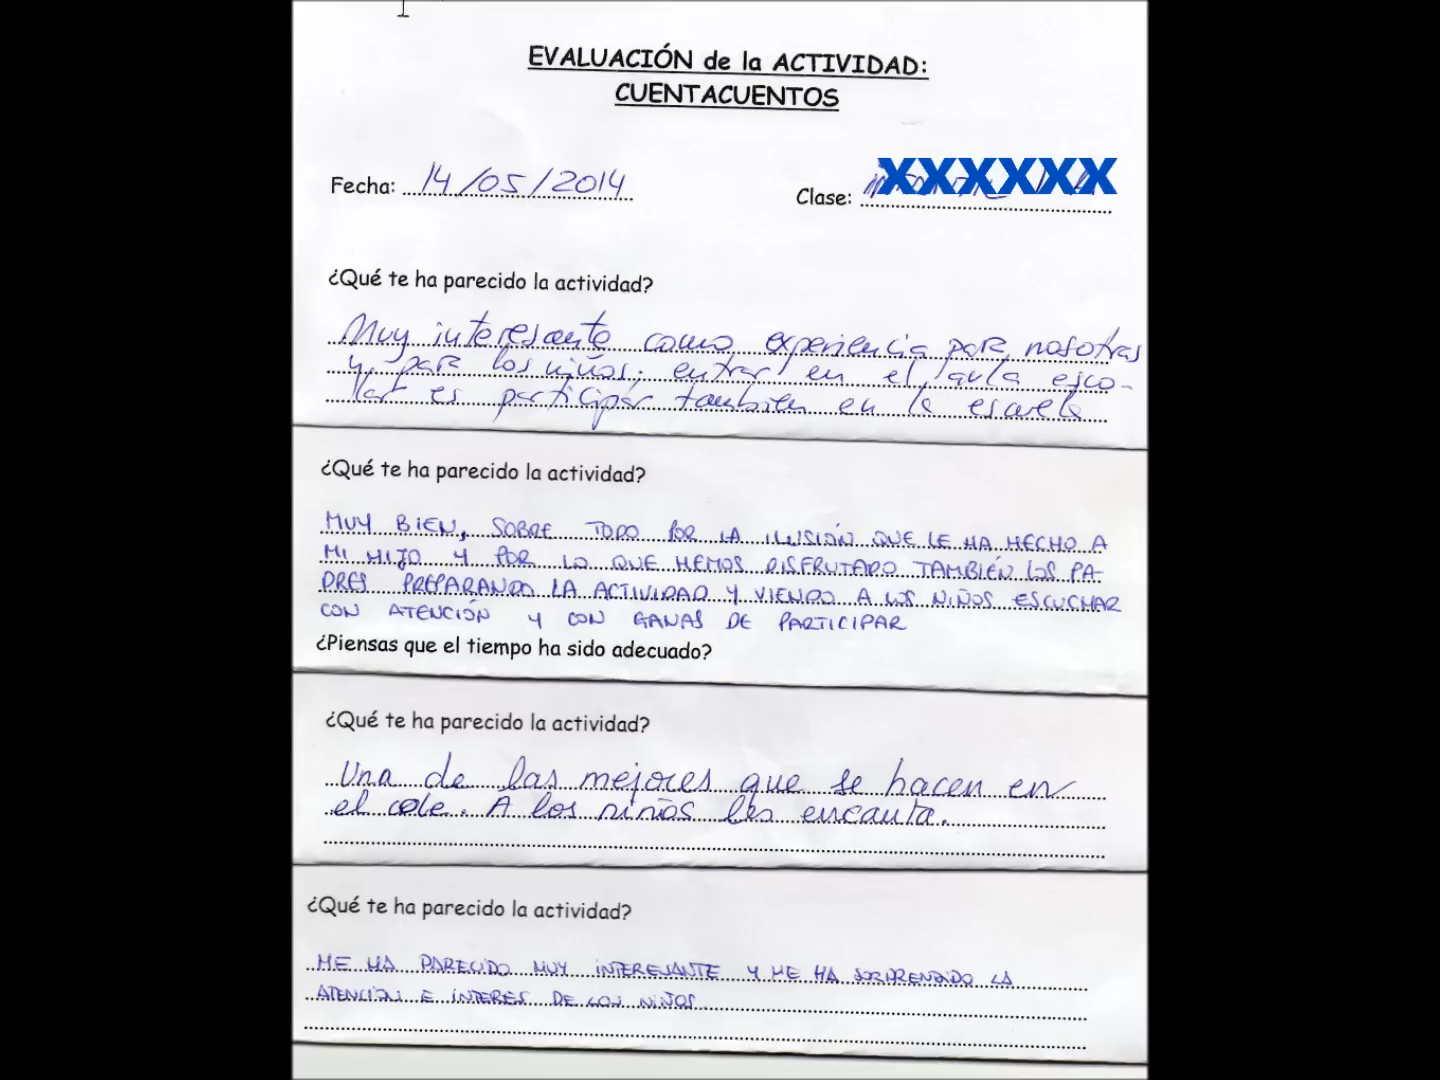 EVALUACIÓN de la ACTIVIDAD:
CUENTACUENTOS
Fecha: 14/05/2014
Clase: XXXXXX
¿Qué te ha parecido la actividad?
Muy interesante como experiencia para nosotras
y para los niños; entrar en el aula esco-
lar es participar también en la escuela
¿Qué te ha parecido la actividad?
MUY BIEN, SOBRE TODO POR LA ILUSIÓN QUE LE HA HECHO A
MI HIJO Y POR LO QUE HEMOS DISFRUTADO TAMBIÉN LOS PA-
DRES PREPARANDO LA ACTIVIDAD Y VIENDO A LOS NIÑOS ESCUCHAR
CON ATENCIÓN Y CON GANAS DE PARTICIPAR
¿Piensas que el tiempo ha sido adecuado?
¿Qué te ha parecido la actividad?
Una de las mejores que se hacen en
el cole. A los niños les encanta.
¿Qué te ha parecido la actividad?
ME HA PARECIDO MUY INTERESANTE Y ME HA SORPRENDIDO LA
ATENCIÓN E INTERES DE LOS NIÑOS